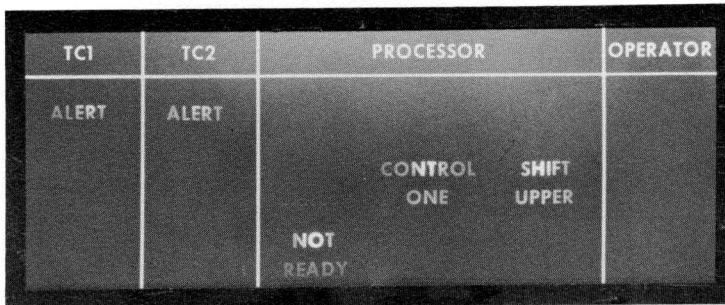 TC1 TC2 PROCESSOR OPERATOR
ALERT ALERT
CONTROL SHIFT
ONE UPPER
NOT
READY